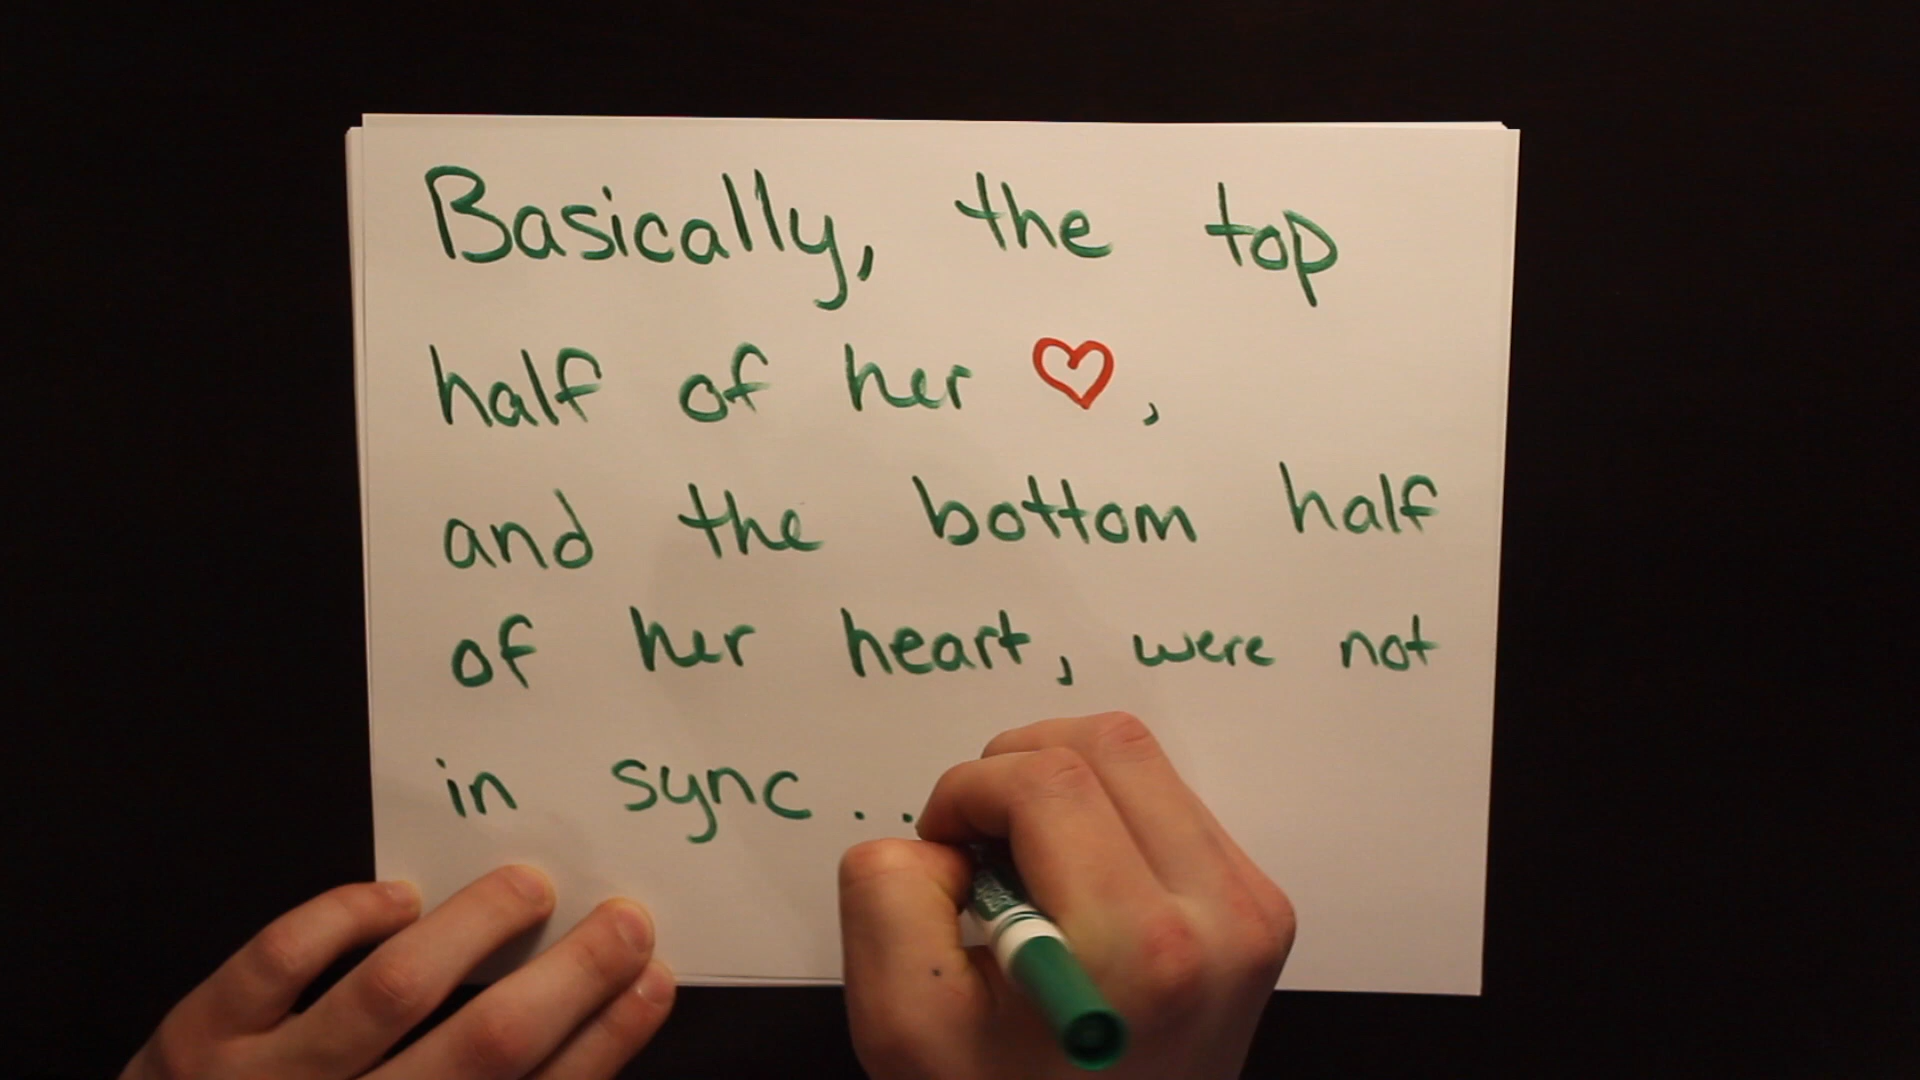 Basically, the top
half of her ♡,
and the bottom half
of her heart, were not
in sync ..